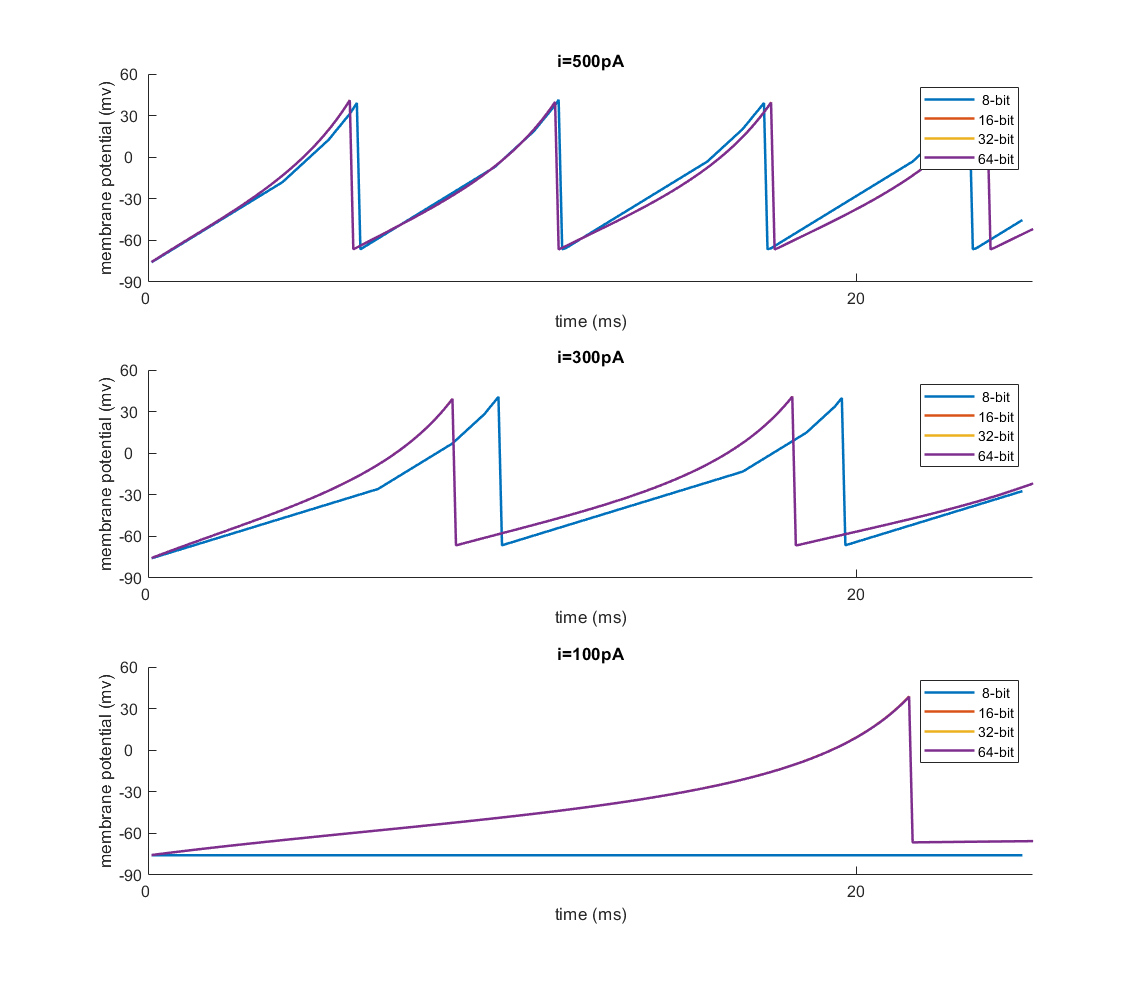 i=500pA
membrane potential (mv)
60
30
0
-30
-60
-90
0
20
time (ms)
8-bit
16-bit
32-bit
64-bit
i=300pA
membrane potential (mv)
60
30
0
-30
-60
-90
0
20
time (ms)
8-bit
16-bit
32-bit
64-bit
i=100pA
membrane potential (mv)
60
30
0
-30
-60
-90
0
20
time (ms)
8-bit
16-bit
32-bit
64-bit